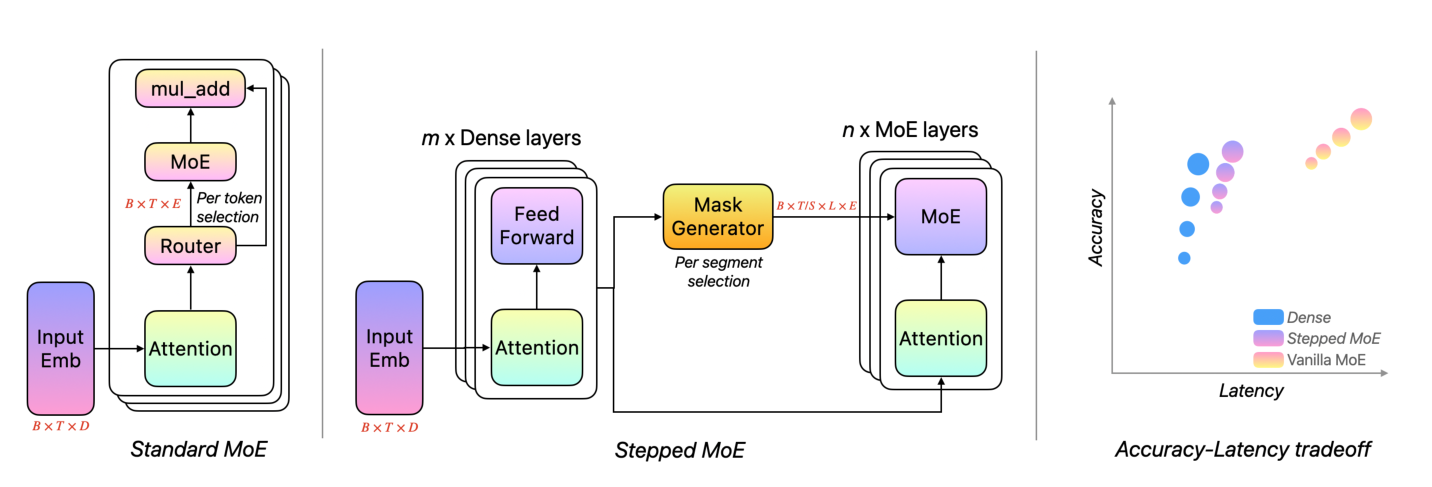 mul_add
MoE
B × T × E
Per token
selection
Router
Input
Emb
Attention
B × T × D
Standard MoE
m x Dense layers
Feed
Forward
Input
Emb
Attention
B × T × D
Mask
Generator
Per segment
selection
B × T/S × L × E
n x MoE layers
MoE
Attention
Stepped MoE
Accuracy
Dense
Stepped MoE
Vanilla MoE
Latency
Accuracy-Latency tradeoff